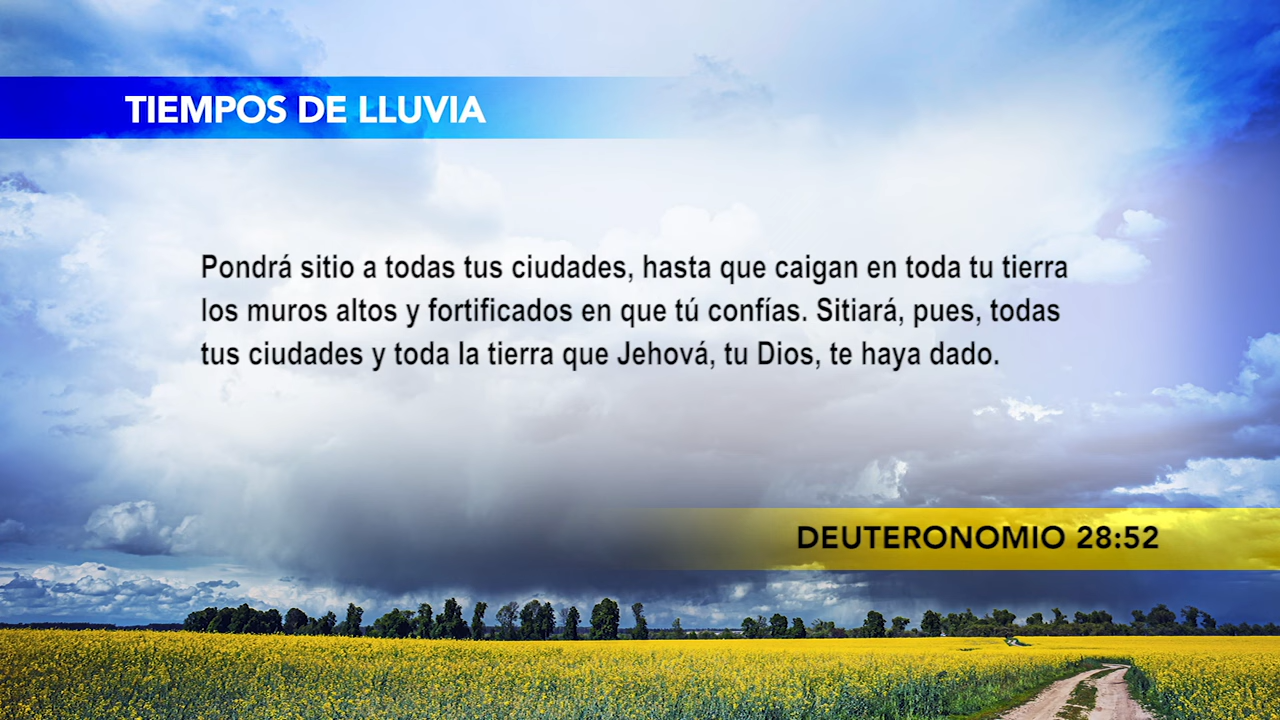 TIEMPOS DE LLUVIA
Pondrá sitio a todas tus ciudades, hasta que caigan en toda tu tierra
los muros altos y fortificados en que tú confías. Sitiará, pues, todas
tus ciudades y toda la tierra que Jehová, tu Dios, te haya dado.
DEUTERONOMIO 28:52